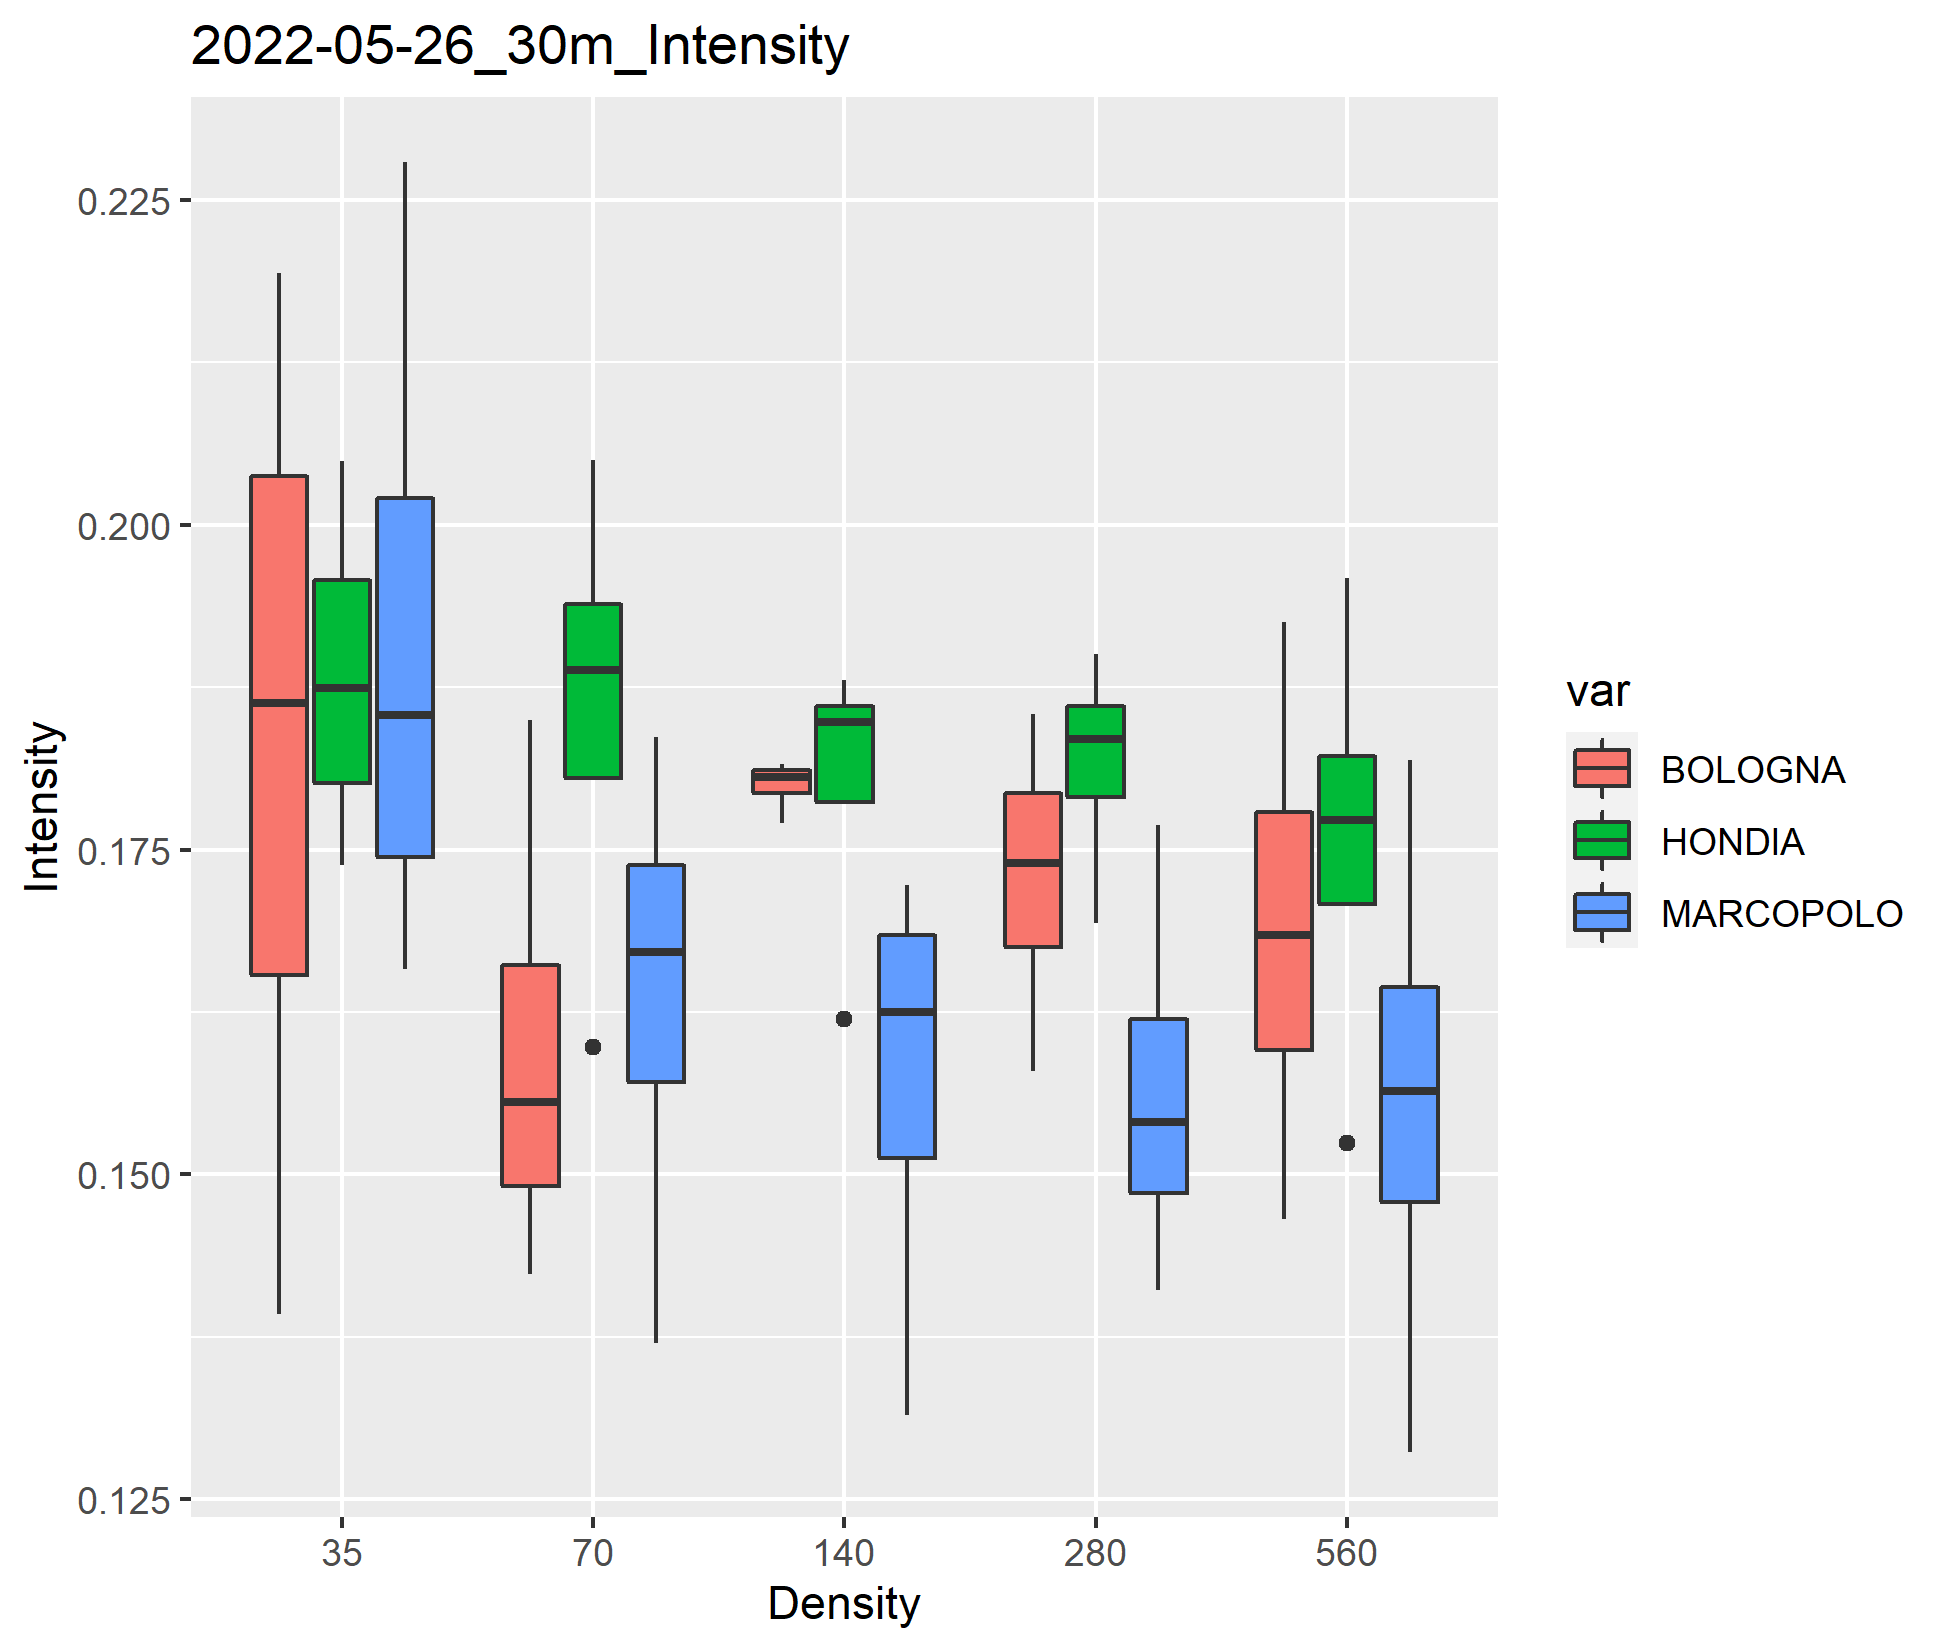 2022-05-26_30m_Intensity
Intensity
0.225
0.200
0.175
0.150
0.125
35 70 140 280 560
Density
var
BOLOGNA
HONDIA
MARCOPOLO